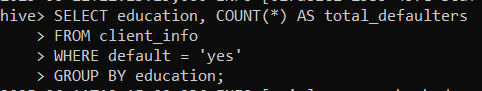 hive> SELECT education, COUNT(*) AS total_defaulters
    > FROM client_info
    > WHERE default = 'yes'
    > GROUP BY education;